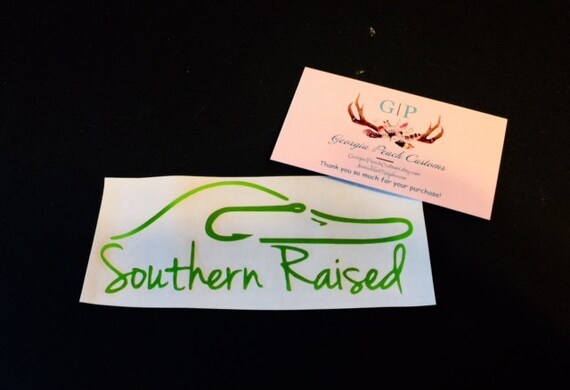 G|P
Georgia Peach Customs
Thank you so much for your purchase!
Southern Raised